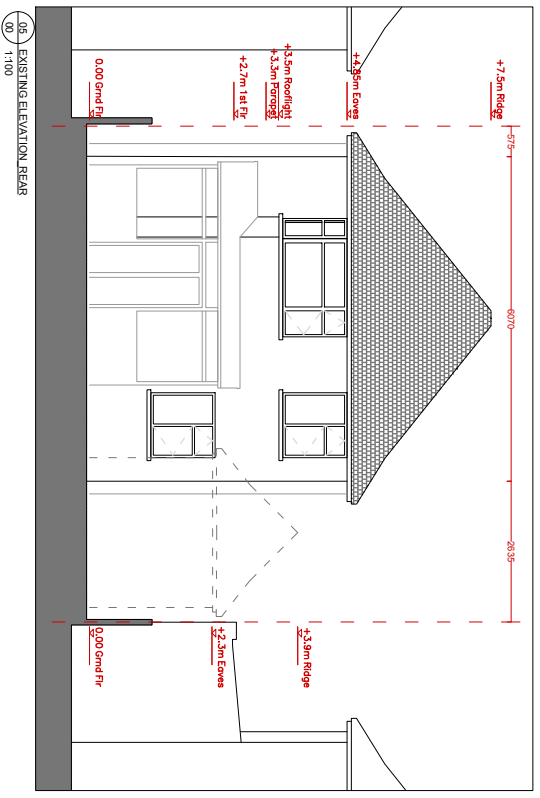 +7.5m Ridge
+4.85m Eaves
+3.5m Rooflight
+3.3m Parapet
+2.7m 1st Flr
0.00 Grnd Flr
575
6070
2635
+3.9m Ridge
+2.3m Eaves
0.00 Grnd Flr
05
00
EXISTING ELEVATION_REAR
1:100